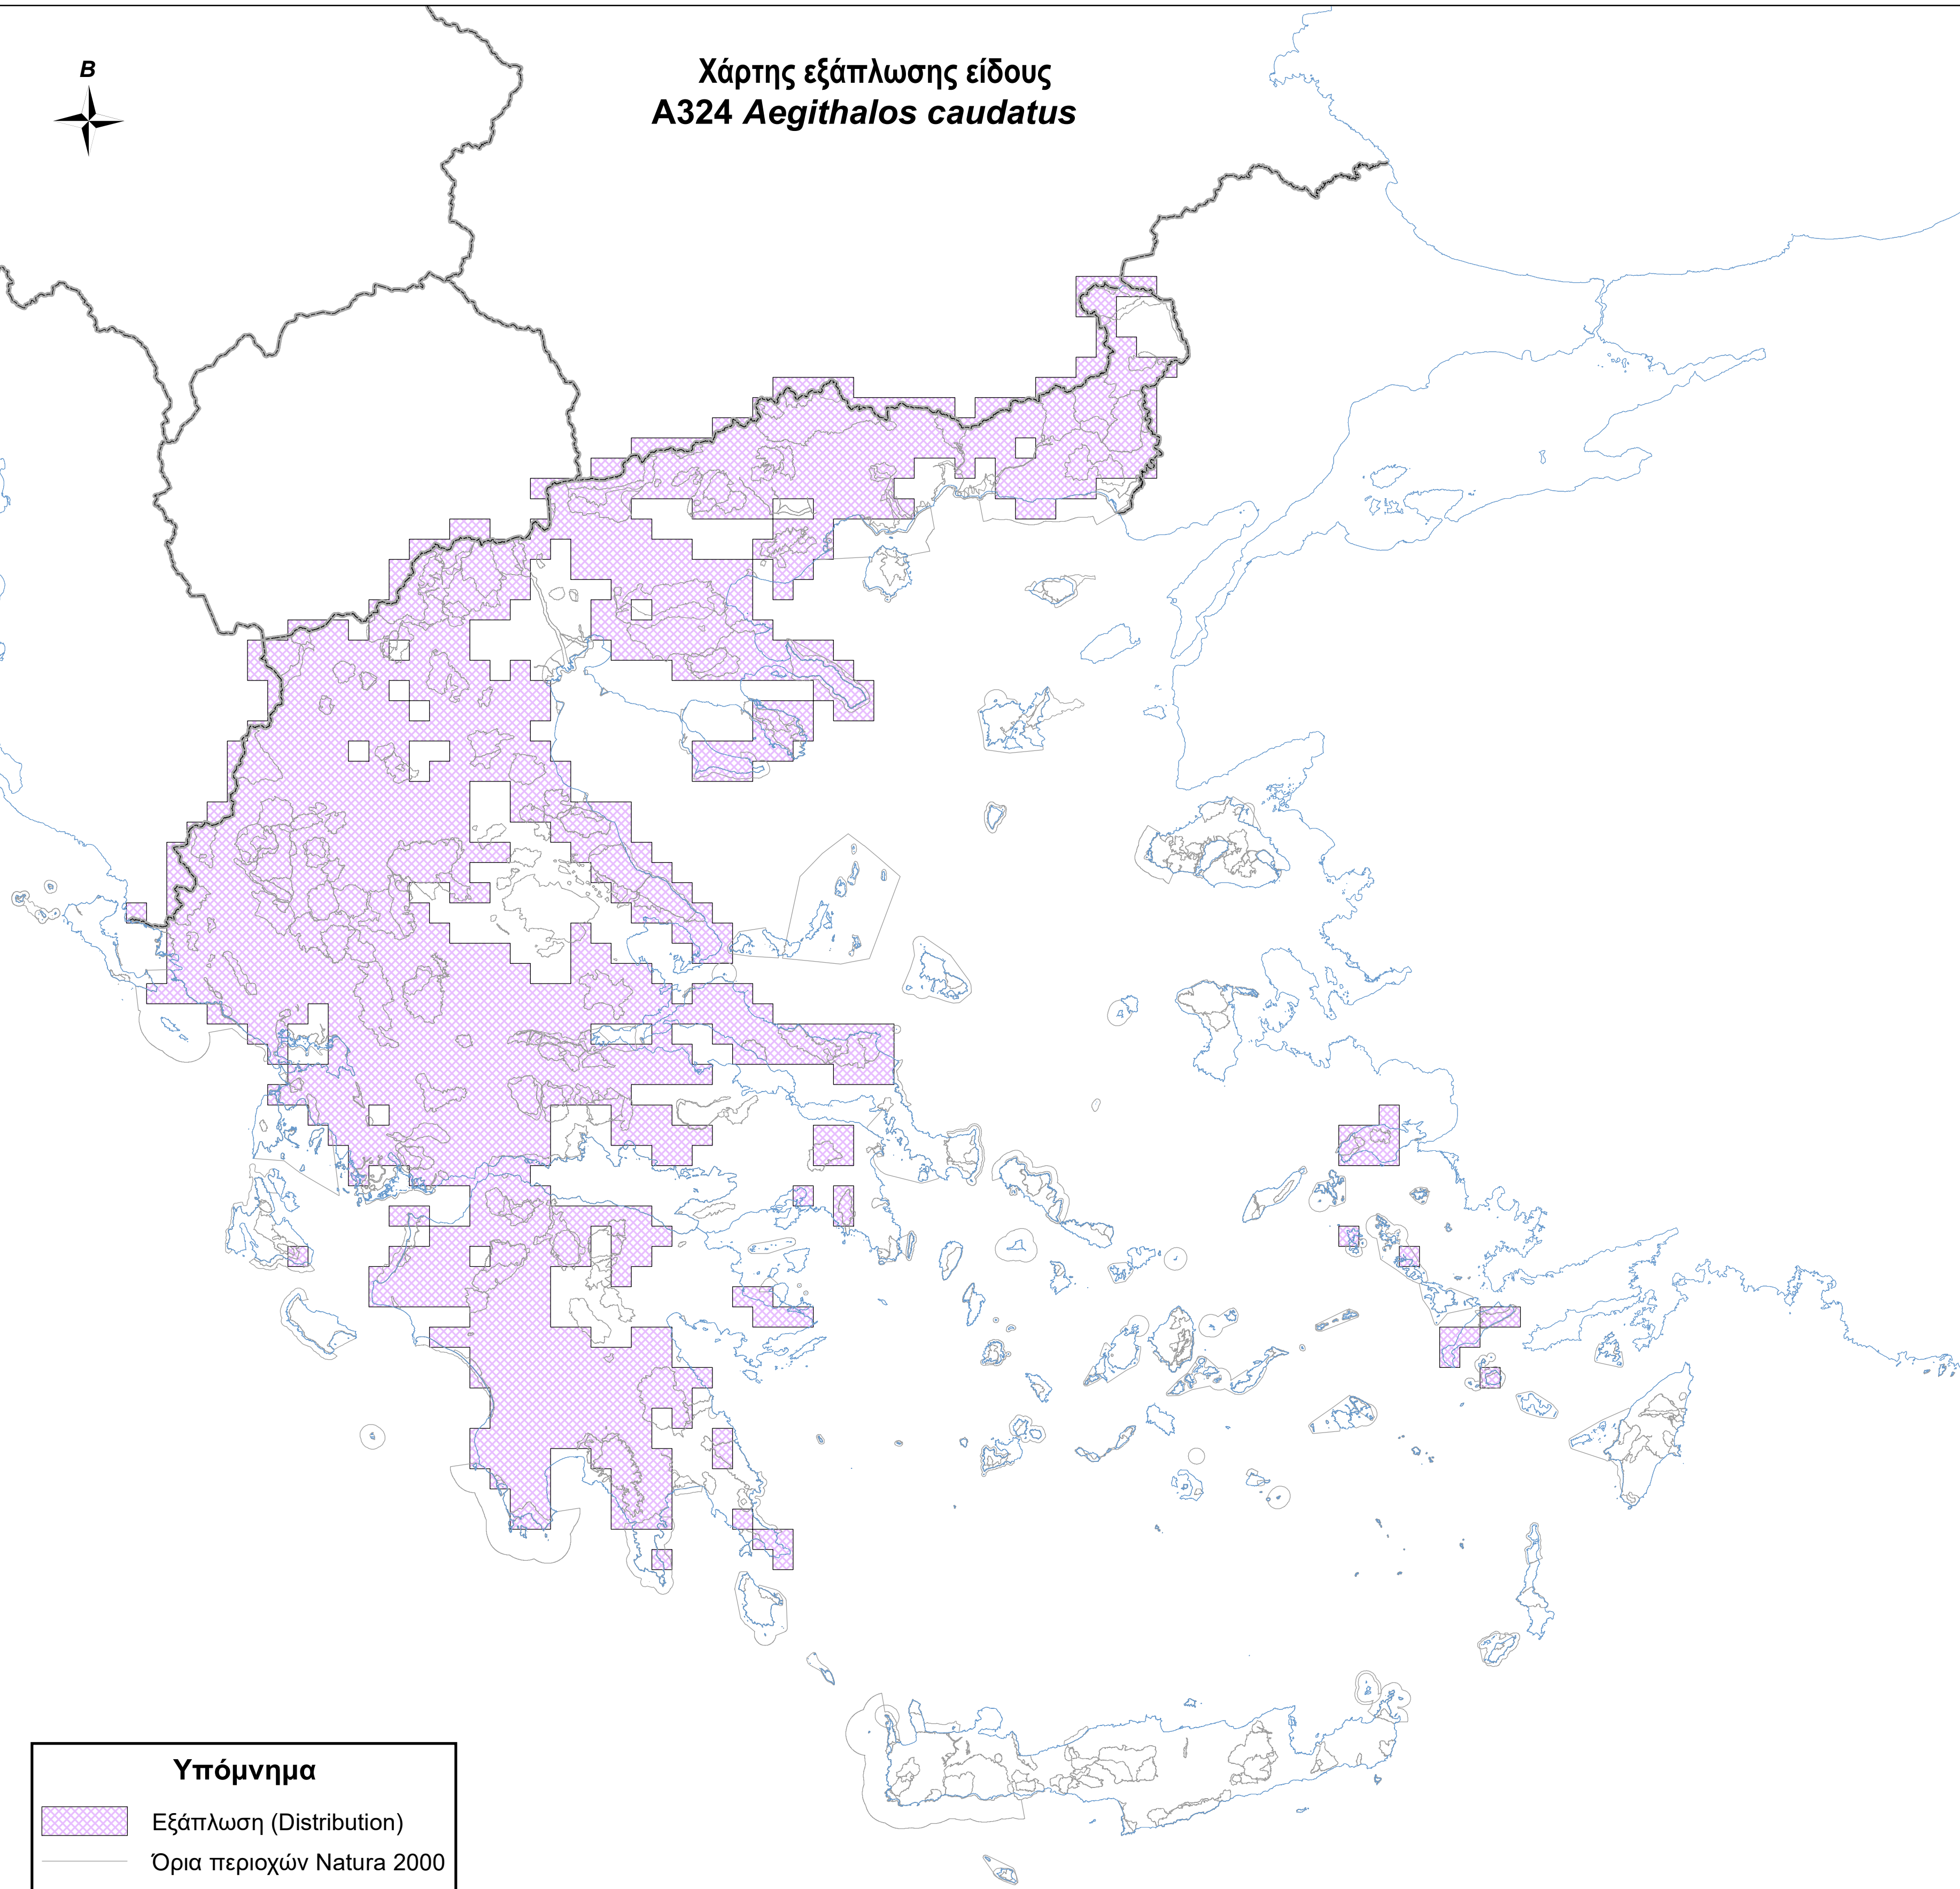 B
Χάρτης εξάπλωσης είδους
A324 Aegithalos caudatus
Υπόμνημα
Εξάπλωση (Distribution)
Όρια περιοχών Natura 2000